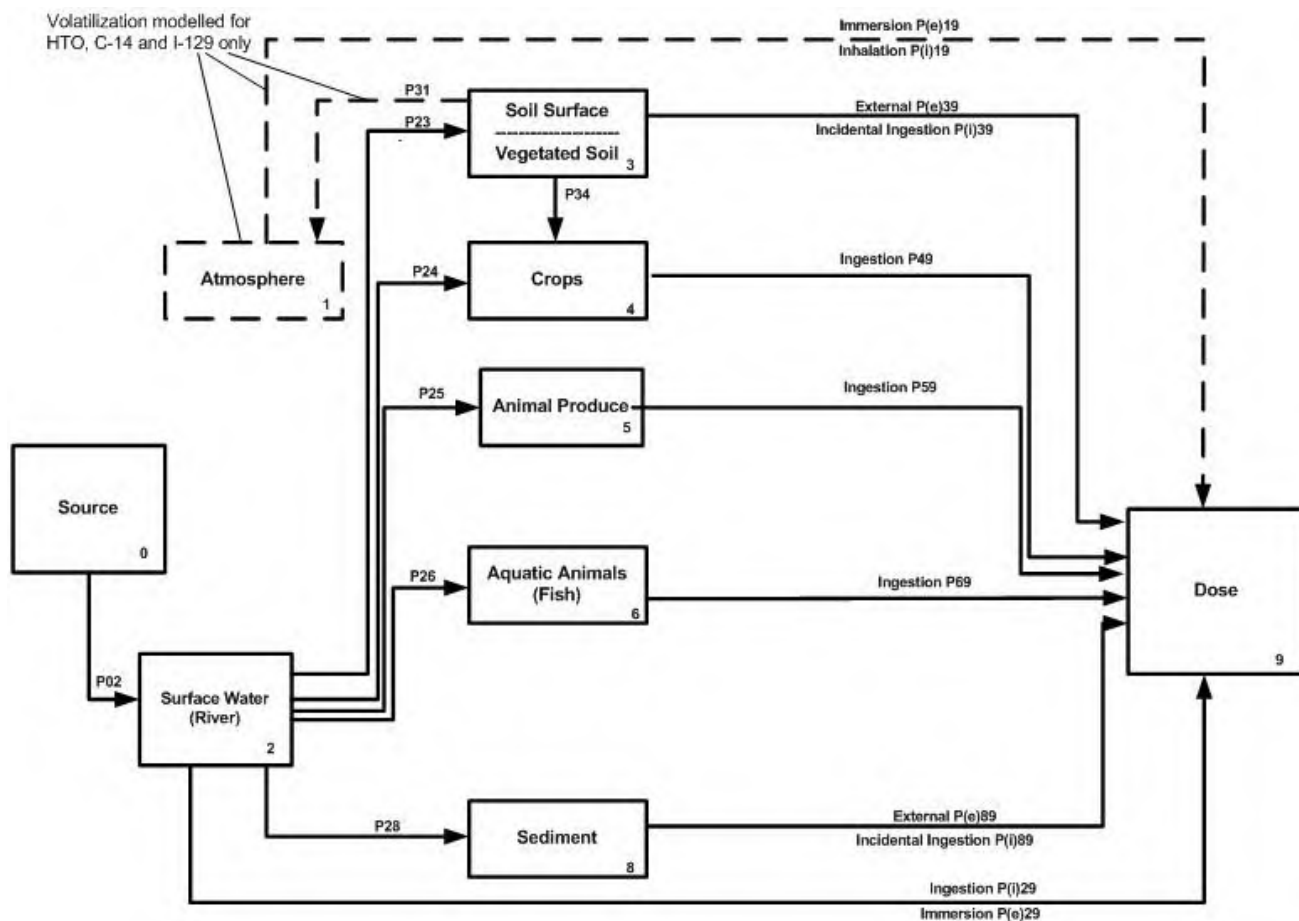 Volatilization modelled for
HTO, C-14 and I-129 only
Immersion P(e)19
Inhalation P(i)19
P31
P23
Soil Surface
--------------------
Vegetated Soil
3
External P(e)39
Incidental Ingestion P(i)39
P34
Atmosphere
1
P24
Crops
4
Ingestion P49
P25
Animal Produce
5
Ingestion P59
Source
0
P26
Aquatic Animals
(Fish)
6
Ingestion P69
Dose
9
P02
Surface Water
(River)
2
P28
Sediment
8
External P(e)89
Incidental Ingestion P(i)89
Ingestion P(i)29
Immersion P(e)29